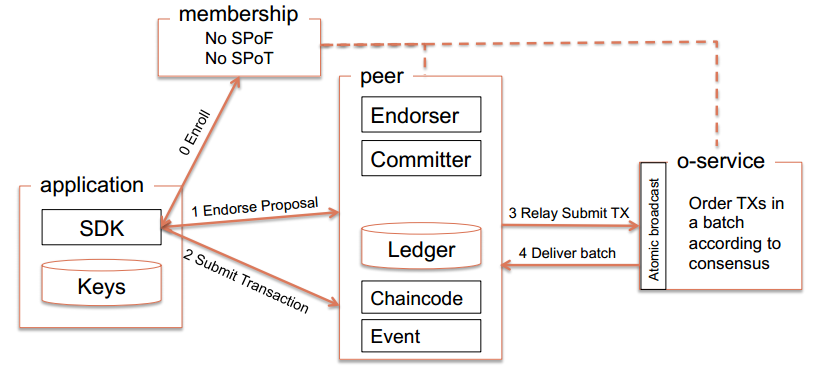 membership
No SPoF
No SPoT
0 Enroll
application
SDK
Keys
1 Endorse Proposal
2 Submit Transaction
peer
Endorser
Committer
Ledger
Chaincode
Event
3 Relay Submit TX
4 Deliver batch
o-service
Atomic broadcast
Order TXs in
a batch
according to
consensus